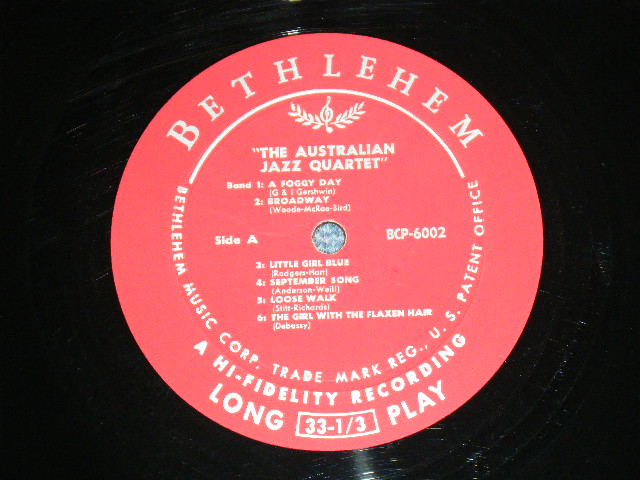 BETHLEHEM
"THE AUSTRALIAN
JAZZ QUARTET"
Band 1: A FOGGY DAY
(G & I Gershwin)
2: BROADWAY
(Woode-McRae-Bird)
Side A
BCP-6002
3: LITTLE GIRL BLUE
(Rodgers-Hart)
4: SEPTEMBER SONG
(Anderson-Weill)
5: LOOSE WALK
(Stitt-Richards)
6: THE GIRL WITH THE FLAXEN HAIR
(Debussy)
BETHLEHEM MUSIC CORP. TRADE MARK REG., U. S. PATENT OFFICE
A HI-FIDELITY RECORDING
LONG 33-1/3 PLAY